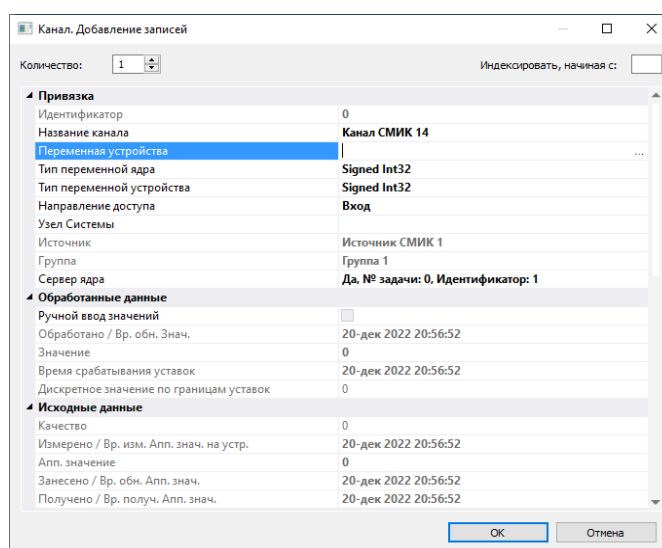 Канал. Добавление записей
Количество: 1 Индексировать, начиная с:
Привязка
Идентификатор 0
Название канала Канал СМИК 14
Переменная устройства ...
Тип переменной ядра Signed Int32
Тип переменной устройства Signed Int32
Направление доступа Вход
Узел Системы
Источник Источник СМИК 1
Группа Группа 1
Сервер ядра Да, № задачи: 0, Идентификатор: 1
Обработанные данные
Ручной ввод значений
Обработано / Вр. обн. Знач. 20-дек 2022 20:56:52
Значение 0
Время срабатывания уставок 20-дек 2022 20:56:52
Дискретное значение по границам уставок 0
Исходные данные
Качество 0
Измерено / Вр. изм. Апп. знач. на устр. 20-дек 2022 20:56:52
Апп. значение 0
Занесено / Вр. обн. Апп. знач. 20-дек 2022 20:56:52
Получено / Вр. получ. Апп. знач. 20-дек 2022 20:56:52
OK Отмена